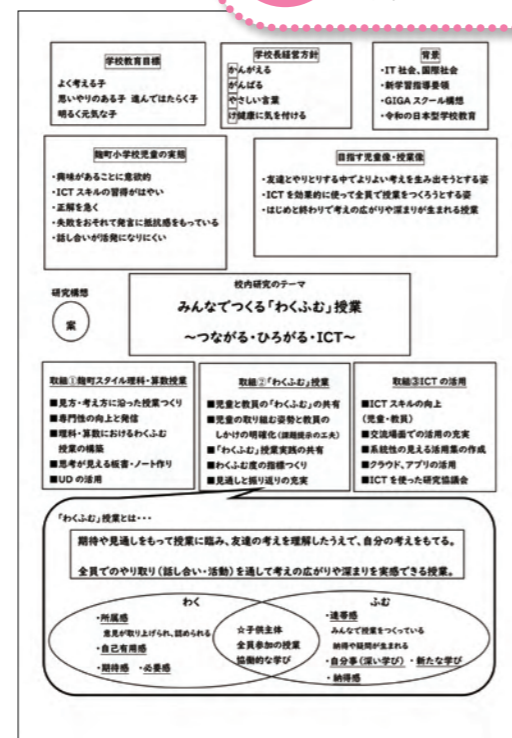 学校教育目標
よく考える子
思いやりのある子 進んではたらく子
明るく元気な子
学校長経営方針
かんがえる
がんばる
やさしい言葉
け健康に気を付ける
背景
・IT 社会、国際社会
・新学習指導要領
・GIGA スクール構想
・令和の日本型学校教育
麹町小学校児童の実態
・興味があることに意欲的
・ICT スキルの習得がはやい
・正解を急ぐ
・失敗をおそれて発言に抵抗感をもっている
・話し合いが活発になりにくい
目指す児童像・授業像
・友達とやりとりする中でよりよい考えを生み出そうとする姿
・ICT を効果的に使って全員で授業をつくろうとする姿
・はじめと終わりで考えの広がりや深まりが生まれる授業
研究構想
案
校内研究のテーマ
みんなでつくる「わくふむ」授業
～つながる・ひろがる・ICT～
取組①麹町スタイル理科・算数授業
■見方・考え方に沿った授業づくり
■専門性の向上と発信
■理科・算数におけるわくふむ
授業の構築
■思考が見える板書・ノート作り
■UD の活用
取組②「わくふむ」授業
■児童と教員の「わくふむ」の共有
■児童の取り組む姿勢と教員の
しかけの明確化(課題提示の工夫)
■「わくふむ」授業実践の共有
■わくふむ度の指標づくり
■見通しと振り返りの充実
取組③ICT の活用
■ICT スキルの向上
(児童・教員)
■交流場面での活用の充実
■系統性の見える活用集の作成
■クラウド、アプリの活用
■ICT を使った研究協議会
「わくふむ」授業とは・・・
期待や見通しをもって授業に臨み、友達の考えを理解したうえで、自分の考えをもてる。
全員でのやり取り(話し合い・活動)を通して考えの広がりや深まりを実感できる授業。
わく
・所属感
意見が取り上げられ、認められる
・自己有用感
・期待感 ・必要感
☆子供主体
全員参加の授業
協働的な学び
ふむ
・連帯感
みんなで授業をつくっている
納得や疑問が生まれる
・自分事(深い学び) ・新たな学び
・納得感